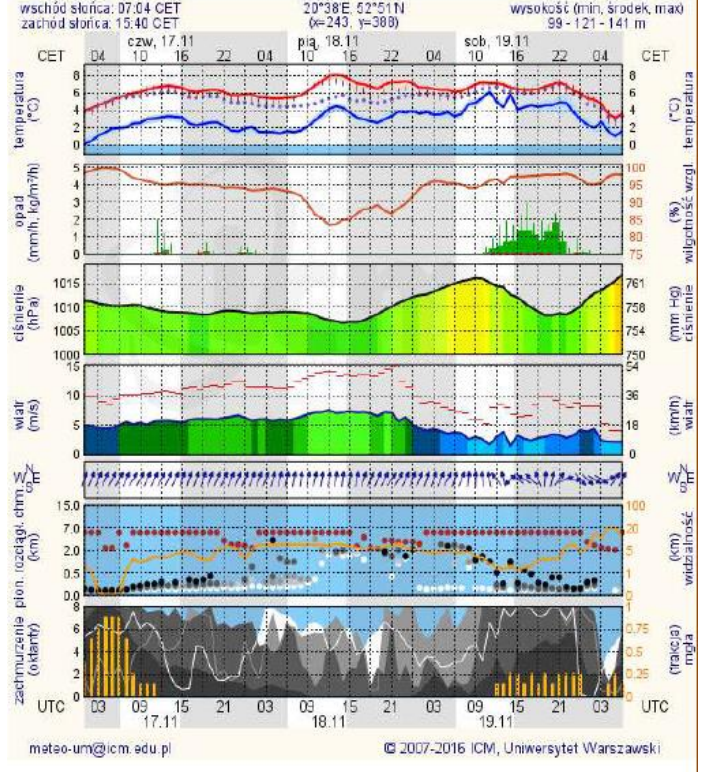 wschód słońca: 07:04 CET 20°38'E, 52°51'N wysokość (min, środek, max)
zachód słońca: 15:40 CET (x=243, y=388) 99 - 121 - 141 m
czw, 17.11 pią, 18.11 sob, 19.11
CET 04 10 16 22 04 10 16 22 04 10 16 22 04 CET
temperatura (°C) 8 6 4 2 0 8 6 4 2 0 temperatura (°C)
opad (mm/h, kg/m²/h) 5 4 3 2 1 0 100 95 90 85 80 75 (%) wilgotność wzgl.
ciśnienie (hPa) 1015 1010 1005 1000 761 758 754 750 (mm Hg) ciśnienie
wiatr (m/s) 15 10 5 0 54 36 18 0 (km/h) wiatr
W N S E W N S E
pion. rozciągł. chm. (km) 15.0 7.0 2.0 0.5 0.0 100 20 5 1 0 (km) widzialność
zachmurzenie (oktanty) 8 6 4 2 0 1 0.75 0.5 0.25 0 (frakcja) mgła
UTC 03 09 15 21 03 09 15 21 03 09 15 21 03 UTC
17.11 18.11 19.11
meteo-um@icm.edu.pl © 2007-2016 ICM, Uniwersytet Warszawski